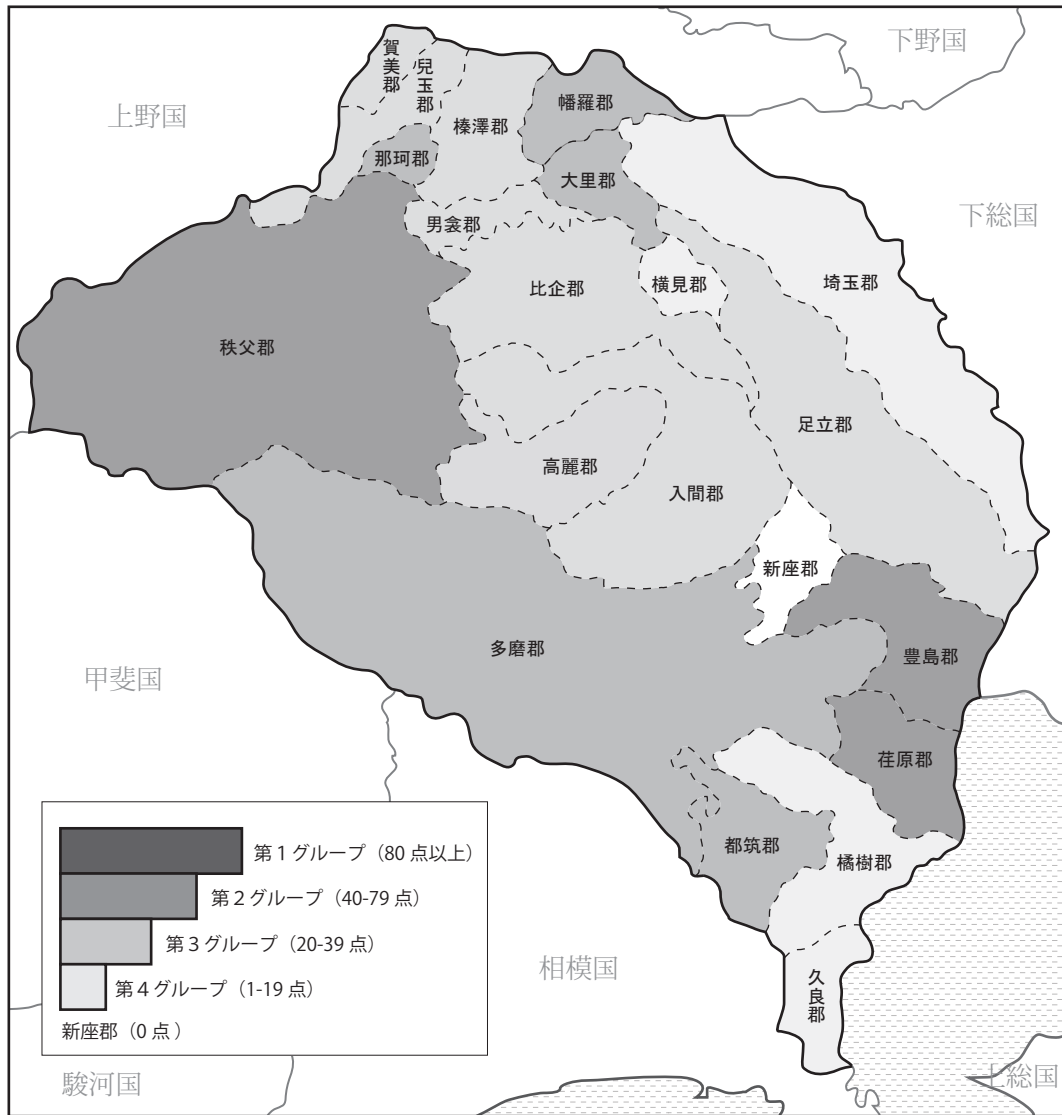 下野国
上野国
下総国
甲斐国
相模国
駿河国
上総国
賀美郡
兒玉郡
榛澤郡
幡羅郡
那珂郡
大里郡
男衾郡
比企郡
横見郡
埼玉郡
秩父郡
足立郡
高麗郡
入間郡
新座郡
多磨郡
豊島郡
荏原郡
都筑郡
橘樹郡
久良郡
第1グループ（80点以上）
第2グループ（40-79点）
第3グループ（20-39点）
第4グループ（1-19点）
新座郡（0点）